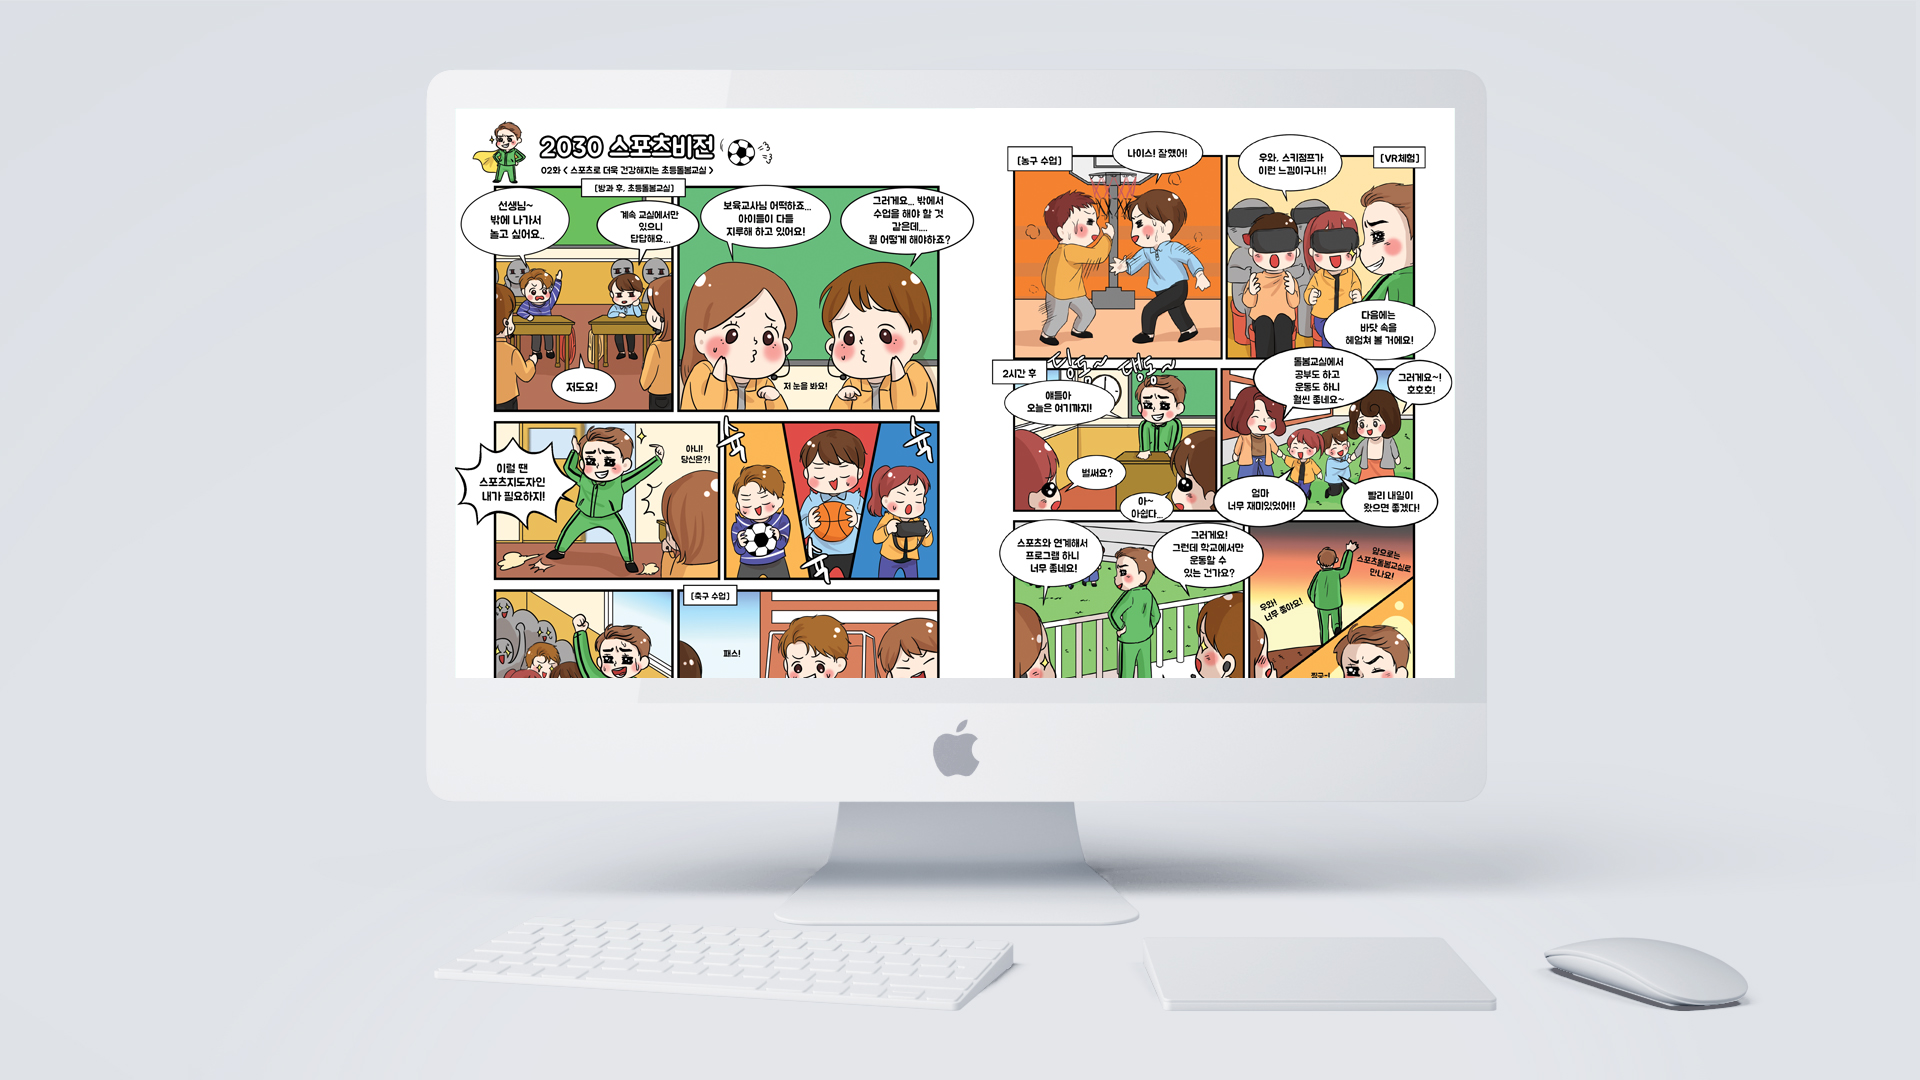 2030 스포츠비전
02화 < 스포츠로 더욱 건강해지는 초등돌봄교실 >
[방과 후, 초등돌봄교실]
선생님~
밖에 나가서
놀고 싶어요..
계속 교실에서만
있으니
답답해요...
저도요!
보육교사님 어떡하죠...
아이들이 다들
지루해 하고 있어요!
그러게요... 밖에서
수업을 해야 할 것
같은데....
뭘 어떻게 해야하죠?
저 눈을 봐요!
이럴 땐
스포츠지도자인
내가 필요하지!
아니!
당신은?!
슉
슉
슉
[축구 수업]
패스!
[농구 수업]
나이스! 잘했어!
우와, 스키점프가
이런 느낌이구나!!
[VR체험]
다음에는
바닷 속을
헤엄쳐 볼 거에요!
2시간 후
딩동~ 댕동~
얘들아
오늘은 여기까지!
벌써요?
아~
아쉽다...
돌봄교실에서
공부도 하고
운동도 하니
훨씬 좋네요~
그러게요~!
호호호!
엄마
너무 재미있었어!!
빨리 내일이
왔으면 좋겠다!
스포츠와 연계해서
프로그램 하니
너무 좋네요!
그러게요!
그런데 학교에서만
운동할 수
있는 건가요?
앞으로는
스포츠돌봄교실로
만나요!
우와!
너무 좋아요!